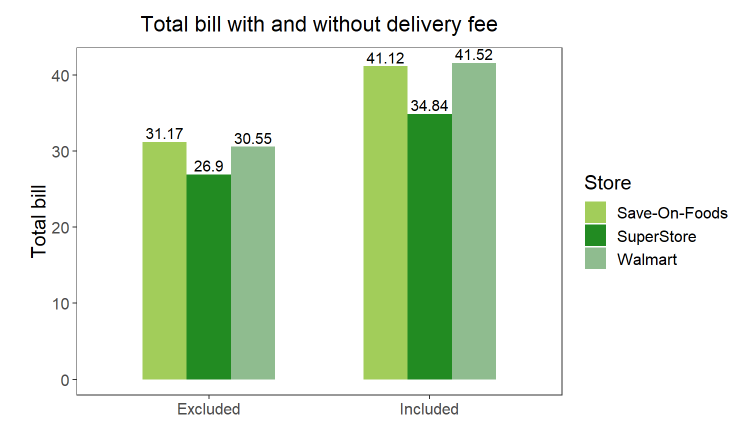 Total bill with and without delivery fee
Total bill
40
30
20
10
0
31.17
26.9
30.55
41.12
34.84
41.52
Excluded
Included
Store
Save-On-Foods
SuperStore
Walmart